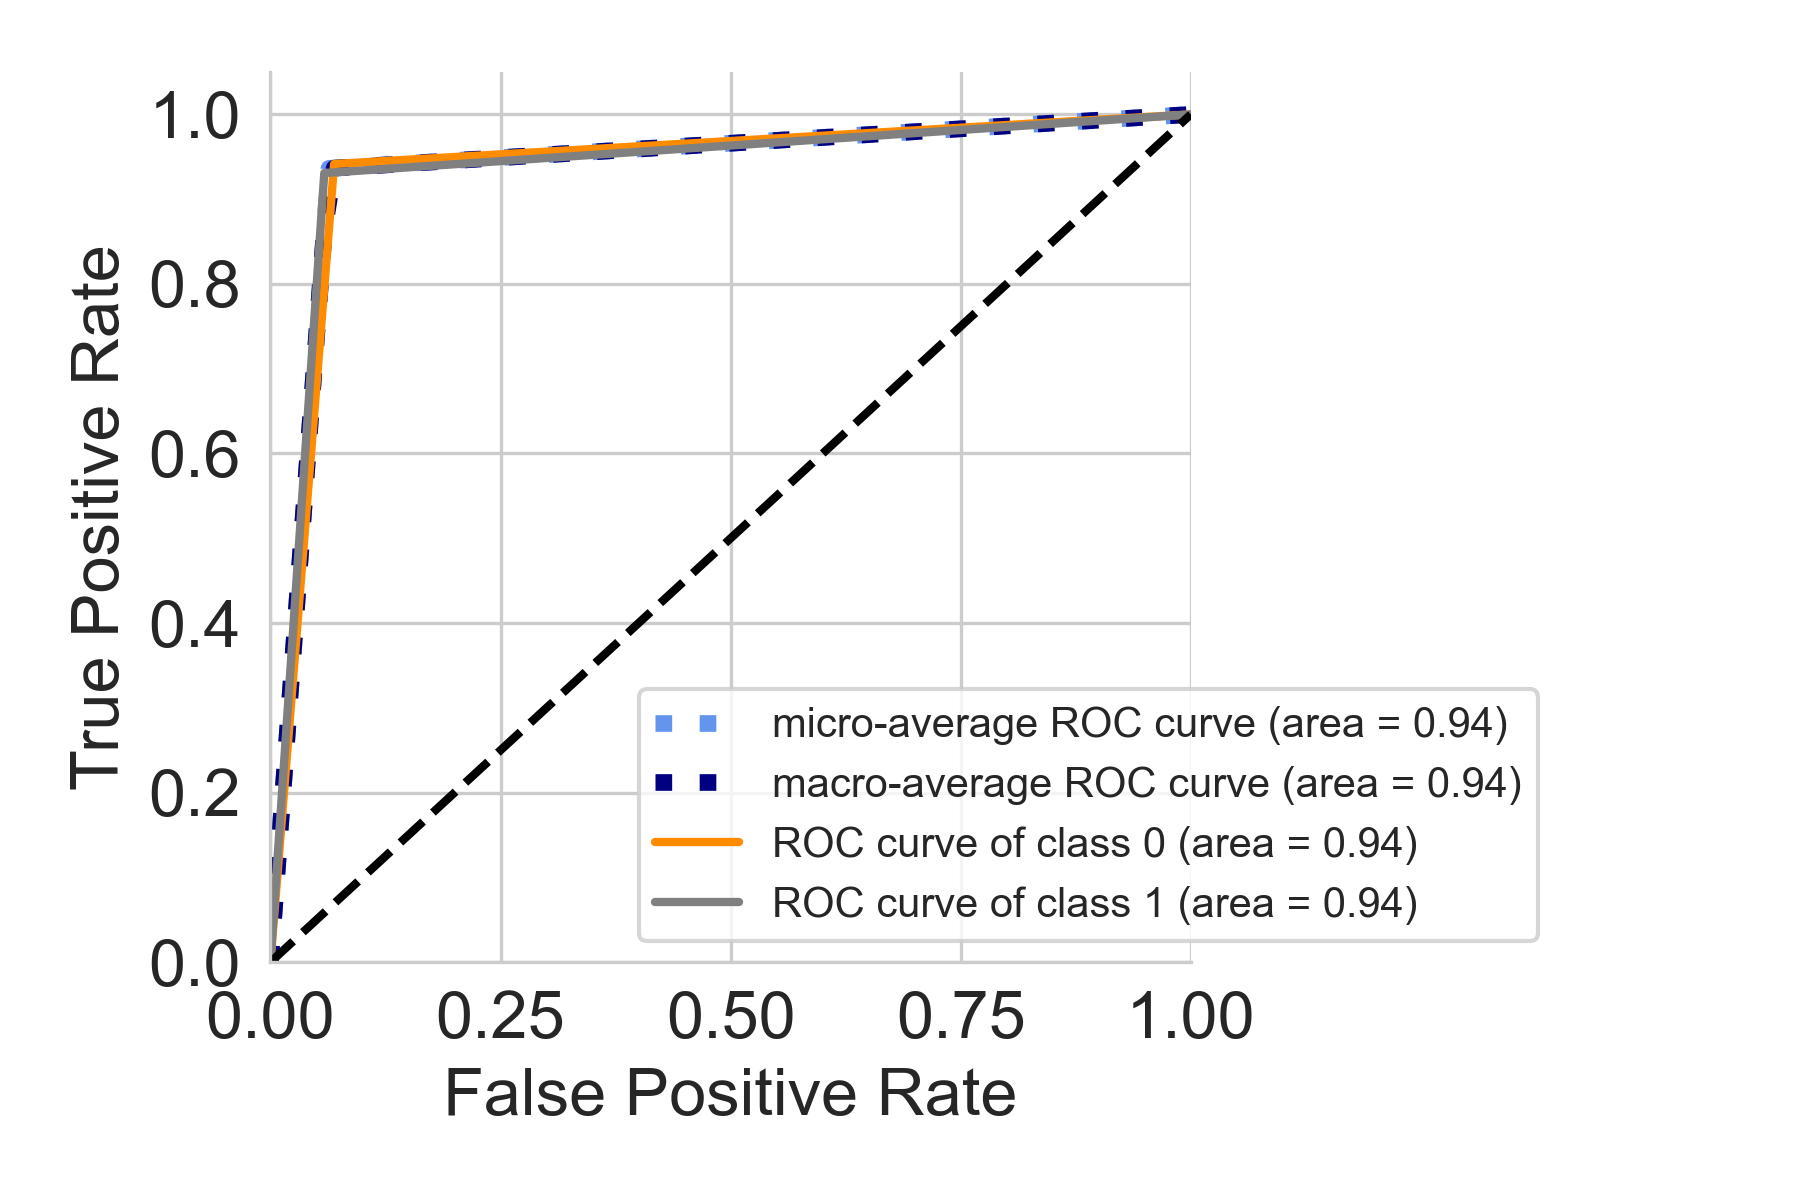 True Positive Rate
1.0
0.8
0.6
0.4
0.2
0.0
micro-average ROC curve (area = 0.94)
macro-average ROC curve (area = 0.94)
ROC curve of class 0 (area = 0.94)
ROC curve of class 1 (area = 0.94)
0.00 0.25 0.50 0.75 1.00
False Positive Rate